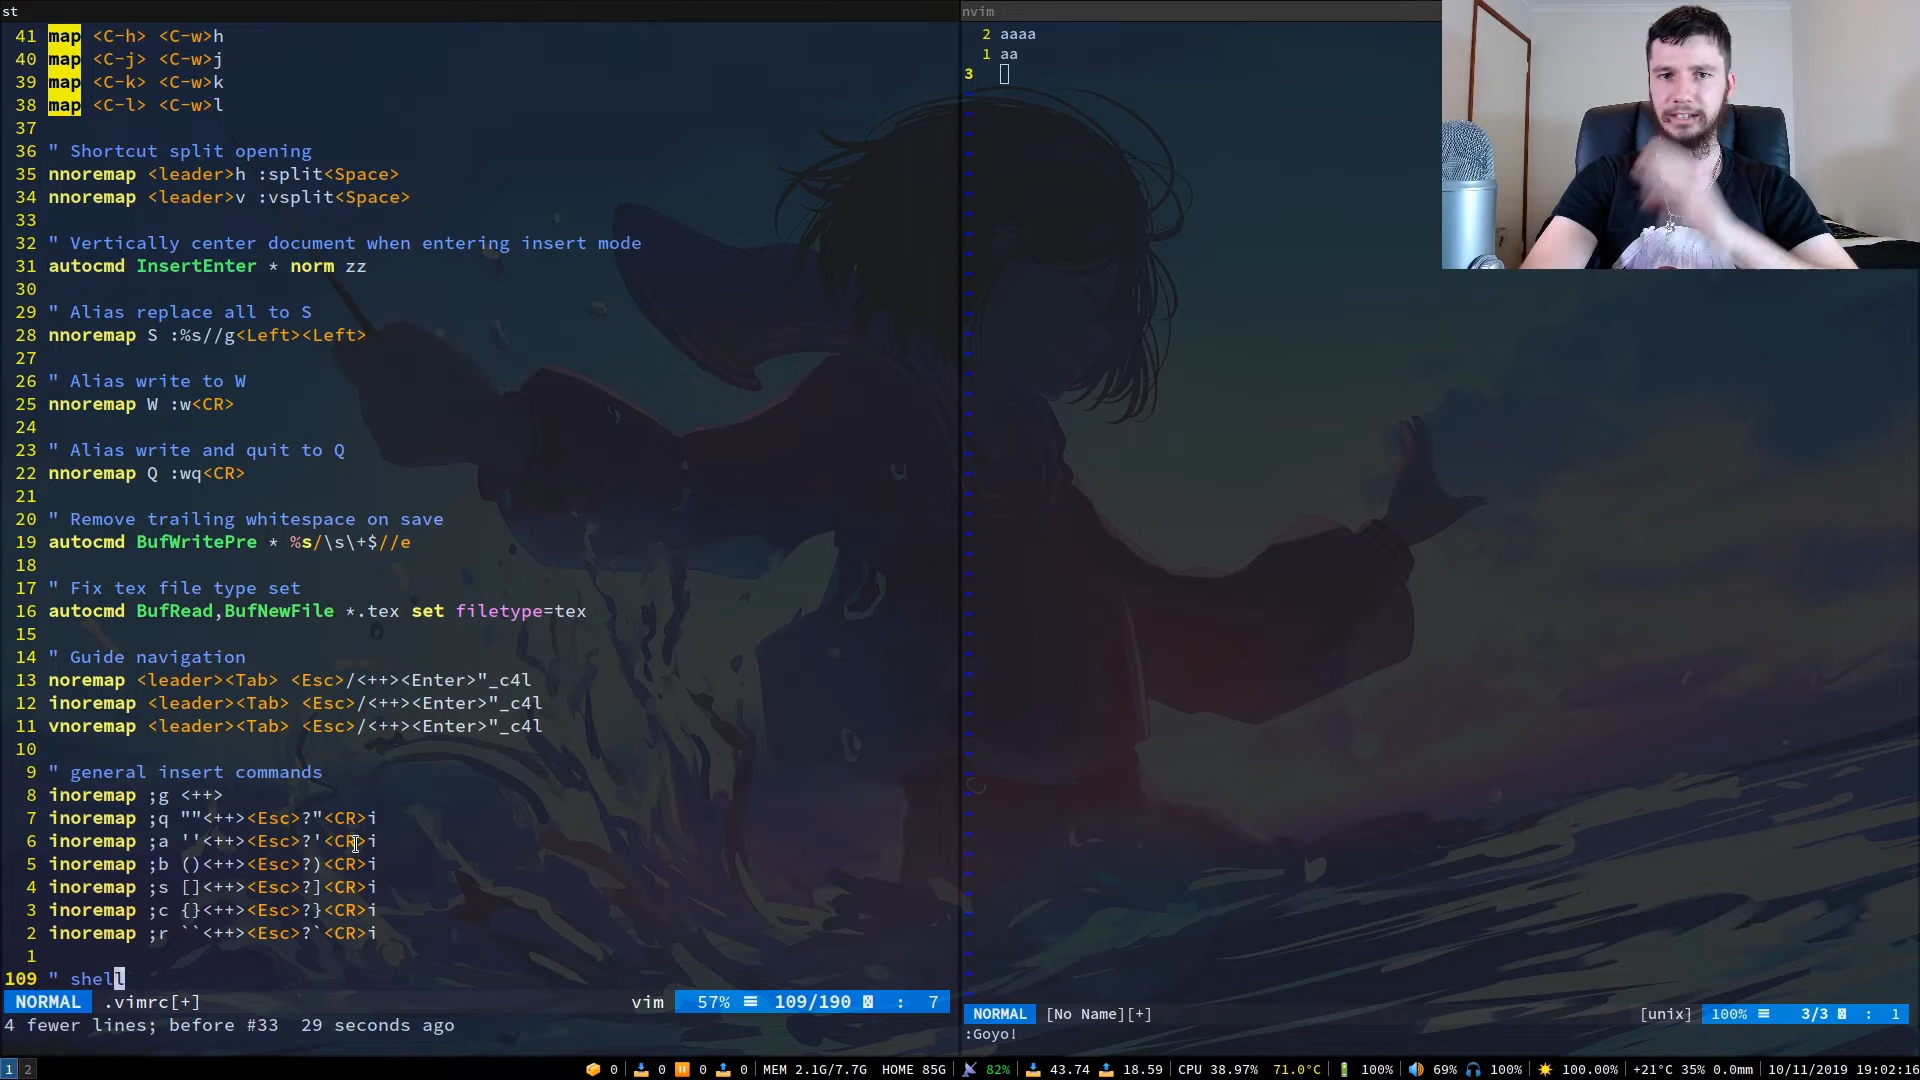 st
41 map <C-h> <C-w>h
40 map <C-j> <C-w>j
39 map <C-k> <C-w>k
38 map <C-l> <C-w>l
37
36 " Shortcut split opening
35 nnoremap <leader>h :split<Space>
34 nnoremap <leader>v :vsplit<Space>
33
32 " Vertically center document when entering insert mode
31 autocmd InsertEnter * norm zz
30
29 " Alias replace all to S
28 nnoremap S :%s//g<Left><Left>
27
26 " Alias write to W
25 nnoremap W :w<CR>
24
23 " Alias write and quit to Q
22 nnoremap Q :wq<CR>
21
20 " Remove trailing whitespace on save
19 autocmd BufWritePre * %s/\s\+$//e
18
17 " Fix tex file type set
16 autocmd BufRead,BufNewFile *.tex set filetype=tex
15
14 " Guide navigation
13 noremap <leader><Tab> <Esc>/<++><Enter>"_c4l
12 inoremap <leader><Tab> <Esc>/<++><Enter>"_c4l
11 vnoremap <leader><Tab> <Esc>/<++><Enter>"_c4l
10
9 " general insert commands
8 inoremap ;g <++>
7 inoremap ;q ""<++><Esc>?"<CR>i
6 inoremap ;a ''<++><Esc>?'<CR>i
5 inoremap ;b ()<++><Esc>?)<CR>i
4 inoremap ;s []<++><Esc>?]<CR>i
3 inoremap ;c {}<++><Esc>?}<CR>i
2 inoremap ;r ``<++><Esc>?`<CR>i
1
109 " shell
NORMAL .vimrc[+] vim 57% ≡ 109/190 : 7
4 fewer lines; before #33 29 seconds ago
nvim
2 aaaa
1 aa
3
~
NORMAL [No Name][+] [unix] 100% ≡ 3/3 : 1
:Goyo!
1 2 0 0 0 0 MEM 2.1G/7.7G HOME 85G 82% 43.74 18.59 CPU 38.97% 71.0°C 100% 69% 100% 100.00% +21°C 35% 0.0mm 10/11/2019 19:02:16